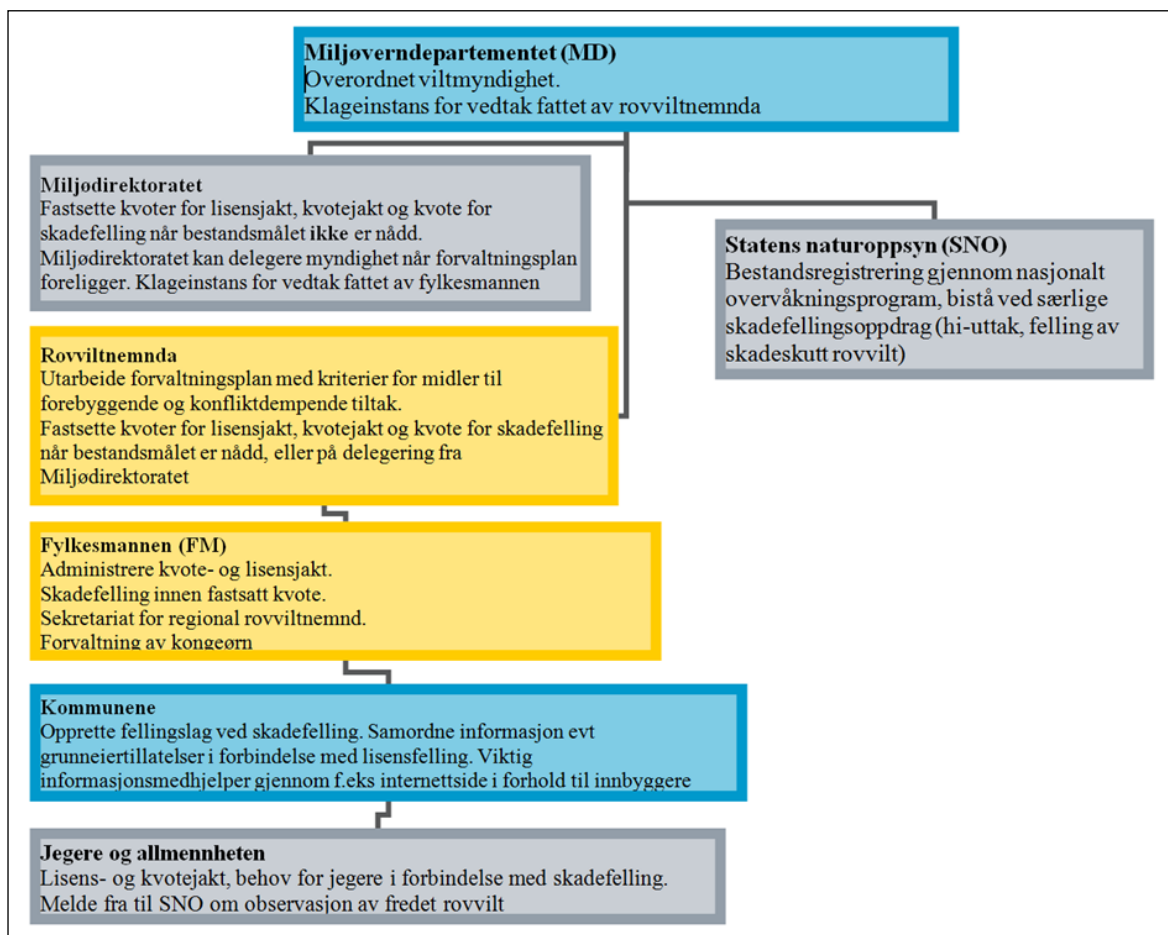 Miljøverndepartementet (MD)
Overordnet viltmyndighet.
Klageinstans for vedtak fattet av rovviltnemnda
Miljødirektoratet
Fastsette kvoter for lisensjakt, kvotejakt og kvote for
skadefelling når bestandsmålet ikke er nådd.
Miljødirektoratet kan delegere myndighet når forvaltningsplan
foreligger. Klageinstans for vedtak fattet av fylkesmannen
Statens naturoppsyn (SNO)
Bestandsregistrering gjennom nasjonalt
overvåkningsprogram, bistå ved særlige
skadefellingsoppdrag (hi-uttak, felling av
skadeskutt rovvilt)
Rovviltnemnda
Utarbeide forvaltningsplan med kriterier for midler til
forebyggende og konfliktdempende tiltak.
Fastsette kvoter for lisensjakt, kvotejakt og kvote for skadefelling
når bestandsmålet er nådd, eller på delegering fra
Miljødirektoratet
Fylkesmannen (FM)
Administrere kvote- og lisensjakt.
Skadefelling innen fastsatt kvote.
Sekretariat for regional rovviltnemnd.
Forvaltning av kongeørn
Kommunene
Opprette fellingslag ved skadefelling. Samordne informasjon evt
grunneiertillatelser i forbindelse med lisensfelling. Viktig
informasjonsmedhjelper gjennom f.eks internettside i forhold til innbyggere
Jegere og allmennheten
Lisens- og kvotejakt, behov for jegere i forbindelse med skadefelling.
Melde fra til SNO om observasjon av fredet rovvilt